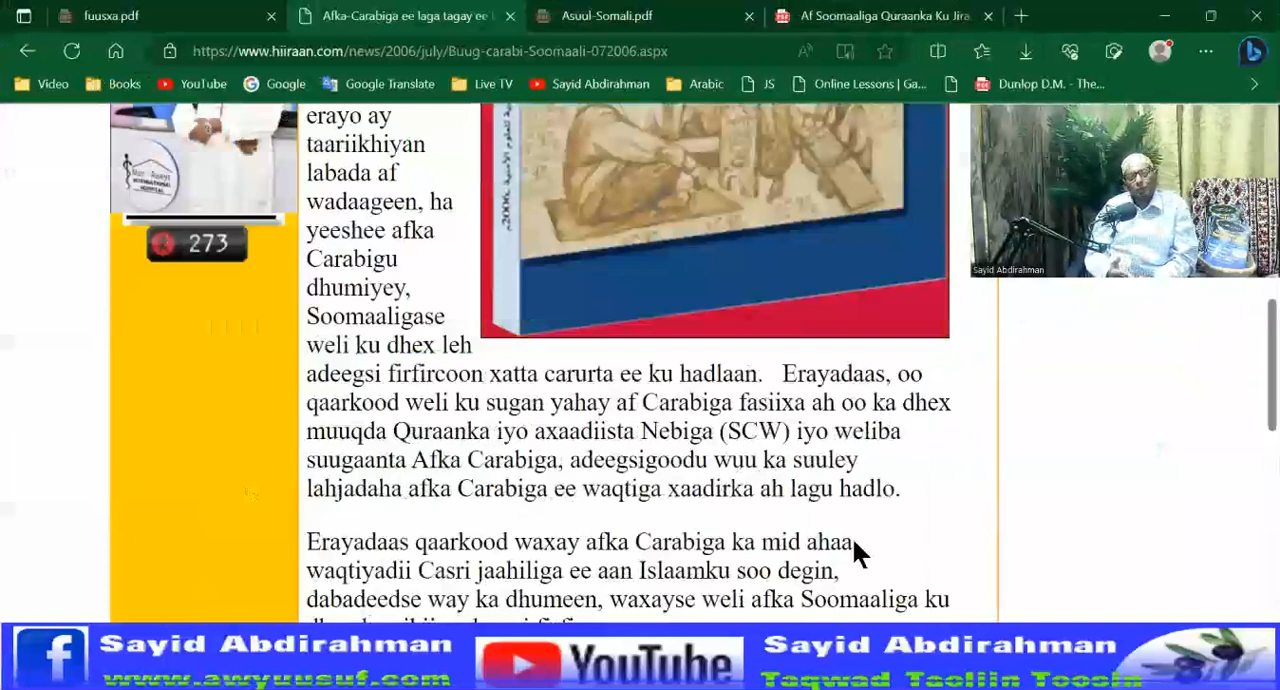 fuusxa.pdf
Afka-Carabiga ee laga tagay ee
Asuul-Somali.pdf
Af Soomaaliga Quraanka Ku Jira
https://www.hiiraan.com/news/2006/july/Buug-carabi-Soomaali-072006.aspx
Video
Books
YouTube
Google
Google Translate
Live TV
Sayid Abdirahman
Arabic
JS
Online Lessons | Ga...
Dunlop D.M. - The...
erayo ay
taariikhiyan
labada af
wadaageen, ha
yeeshee afka
Carabigu
dhumiyey,
Soomaaligase
weli ku dhex leh
adeegsi firfircoon xatta carurta ee ku hadlaan. Erayadaas, oo
qaarkood weli ku sugan yahay af Carabiga fasiixa ah oo ka dhex
muuqda Quraanka iyo axaadiista Nebiga (SCW) iyo weliba
suugaanta Afka Carabiga, adeegsigoodu wuu ka suuley
lahjadaha afka Carabiga ee waqtiga xaadirka ah lagu hadlo.
Erayadaas qaarkood waxay afka Carabiga ka mid ahaa
waqtiyadii Casri jaahiliga ee aan Islaamku soo degin,
dabadeedse way ka dhumeen, waxayse weli afka Soomaaliga ku
273
Sayid Abdirahman
Sayid Abdirahman
www.awyuusuf.com
YouTube
Sayid Abdirahman
Taqwad Taoliin Toosin